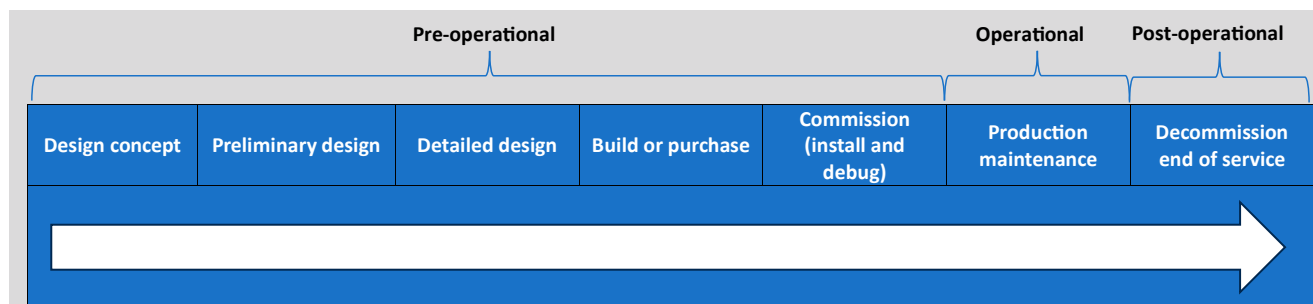 Pre-operational
Operational
Post-operational
Design concept
Preliminary design
Detailed design
Build or purchase
Commission
(install and
debug)
Production
maintenance
Decommission
end of service